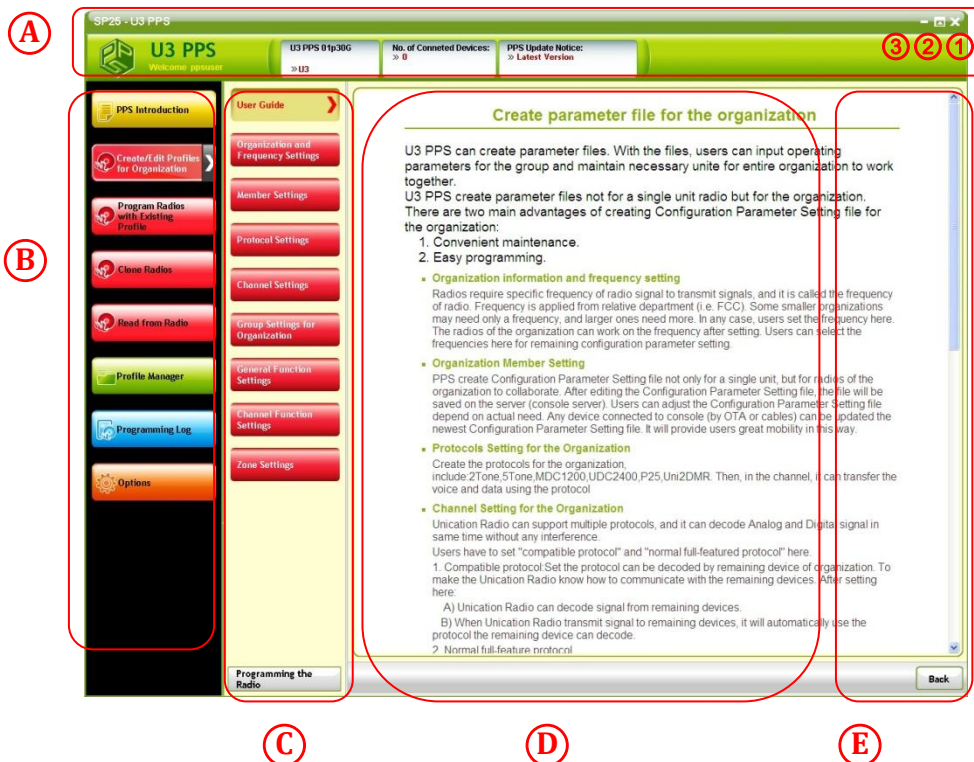 SP25 - U3 PPS
A
U3 PPS
Welcome ppsuser
U3 PPS 01p30G
» U3
No. of Conneted Devices:
» 0
PPS Update Notice:
» Latest Version
3 2 1
B
PPS Introduction
Create/Edit Profiles
for Organization
Program Radios
with Existing
Profile
Clone Radios
Read from Radio
Profile Manager
Programming Log
Options
User Guide
Organization and
Frequency Settings
Member Settings
Protocol Settings
Channel Settings
Group Settings for
Organization
General Function
Settings
Channel Function
Settings
Zone Settings
Programming the
Radio
Create parameter file for the organization
U3 PPS can create parameter files. With the files, users can input operating
parameters for the group and maintain necessary unite for entire organization to work
together.
U3 PPS create parameter files not for a single unit radio but for the organization.
There are two main advantages of creating Configuration Parameter Setting file for
the organization:
1. Convenient maintenance.
2. Easy programming.
Organization information and frequency setting
Radios require specific frequency of radio signal to transmit signals, and it is called the frequency
of radio. Frequency is applied from relative department (i.e. FCC). Some smaller organizations
may need only a frequency, and larger ones need more. In any case, users set the frequency here.
The radios of the organization can work on the frequency after setting. Users can select the
frequencies here for remaining configuration parameter setting.
Organization Member Setting
PPS create Configuration Parameter Setting file not only for a single unit, but for radios of the
organization to collaborate. After editing the Configuration Parameter Setting file, the file will be
saved on the server (console server). Users can adjust the Configuration Parameter Setting file
depend on actual need. Any device connected to console (by OTA or cables) can be updated the
newest Configuration Parameter Setting file. It will provide users great mobility in this way.
Protocols Setting for the Organization
Create the protocols for the organization,
include:2Tone,5Tone,MDC1200,UDC2400,P25,Uni2DMR. Then, in the channel, it can transfer the
voice and data using the protocol
Channel Setting for the Organization
Unication Radio can support multiple protocols, and it can decode Analog and Digital signal in
same time without any interference.
Users have to set "compatible protocol" and "normal full-featured protocol" here.
1. Compatible protocol:Set the protocol can be decoded by remaining device of organization. To
make the Unication Radio know how to communicate with the remaining devices. After setting
here:
A) Unication Radio can decode signal from remaining devices.
B) When Unication Radio transmit signal to remaining devices, it will automatically use the
protocol the remaining device can decode.
2. Normal full-feature protocol
Back
C
D
E